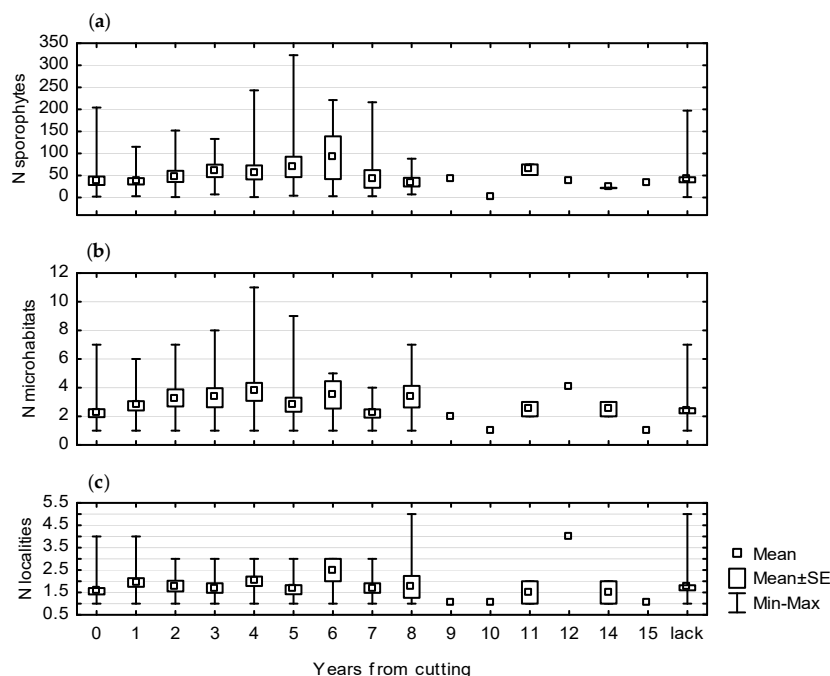 (a)
350
300
250
200
150
100
50
0
N sporophytes
(b)
12
10
8
6
4
2
0
N microhabitats
(c)
5.5
4.5
3.5
2.5
1.5
0.5
N localities
0 1 2 3 4 5 6 7 8 9 10 11 12 14 15 lack
Years from cutting
Mean
Mean±SE
Min-Max